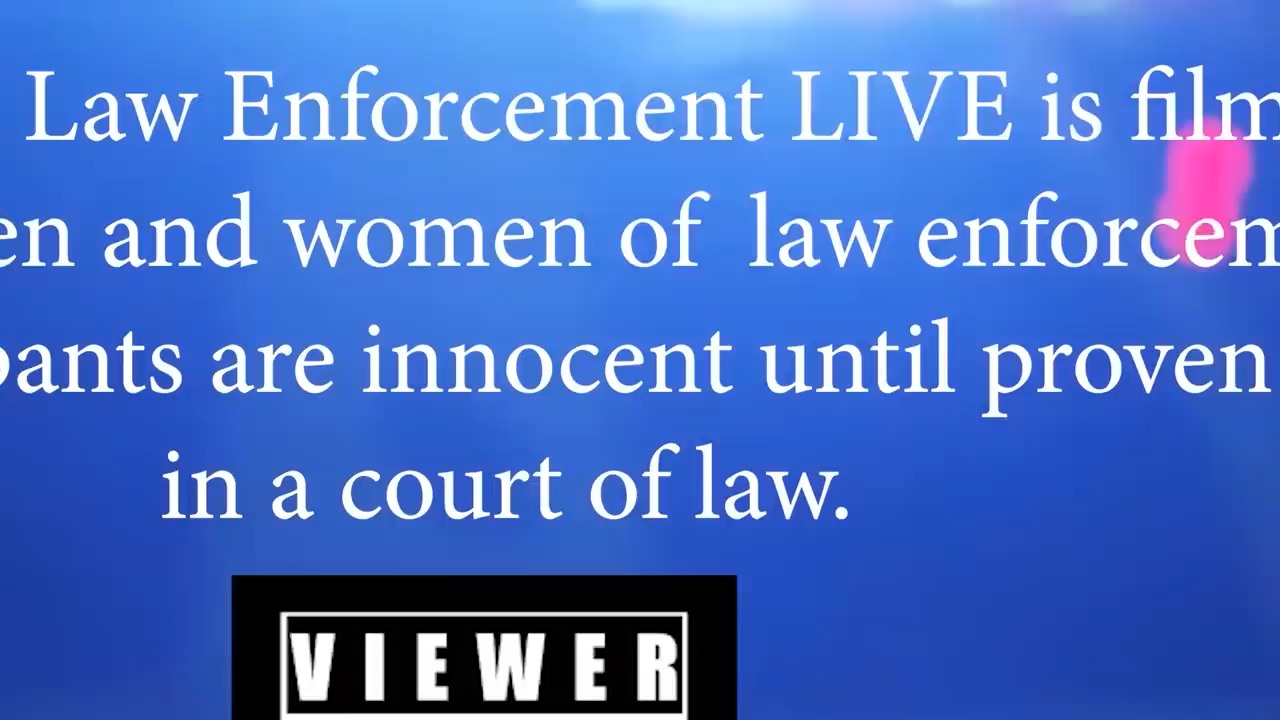 Law Enforcement LIVE is film
en and women of law enforcem
pants are innocent until proven
in a court of law.
VIEWER